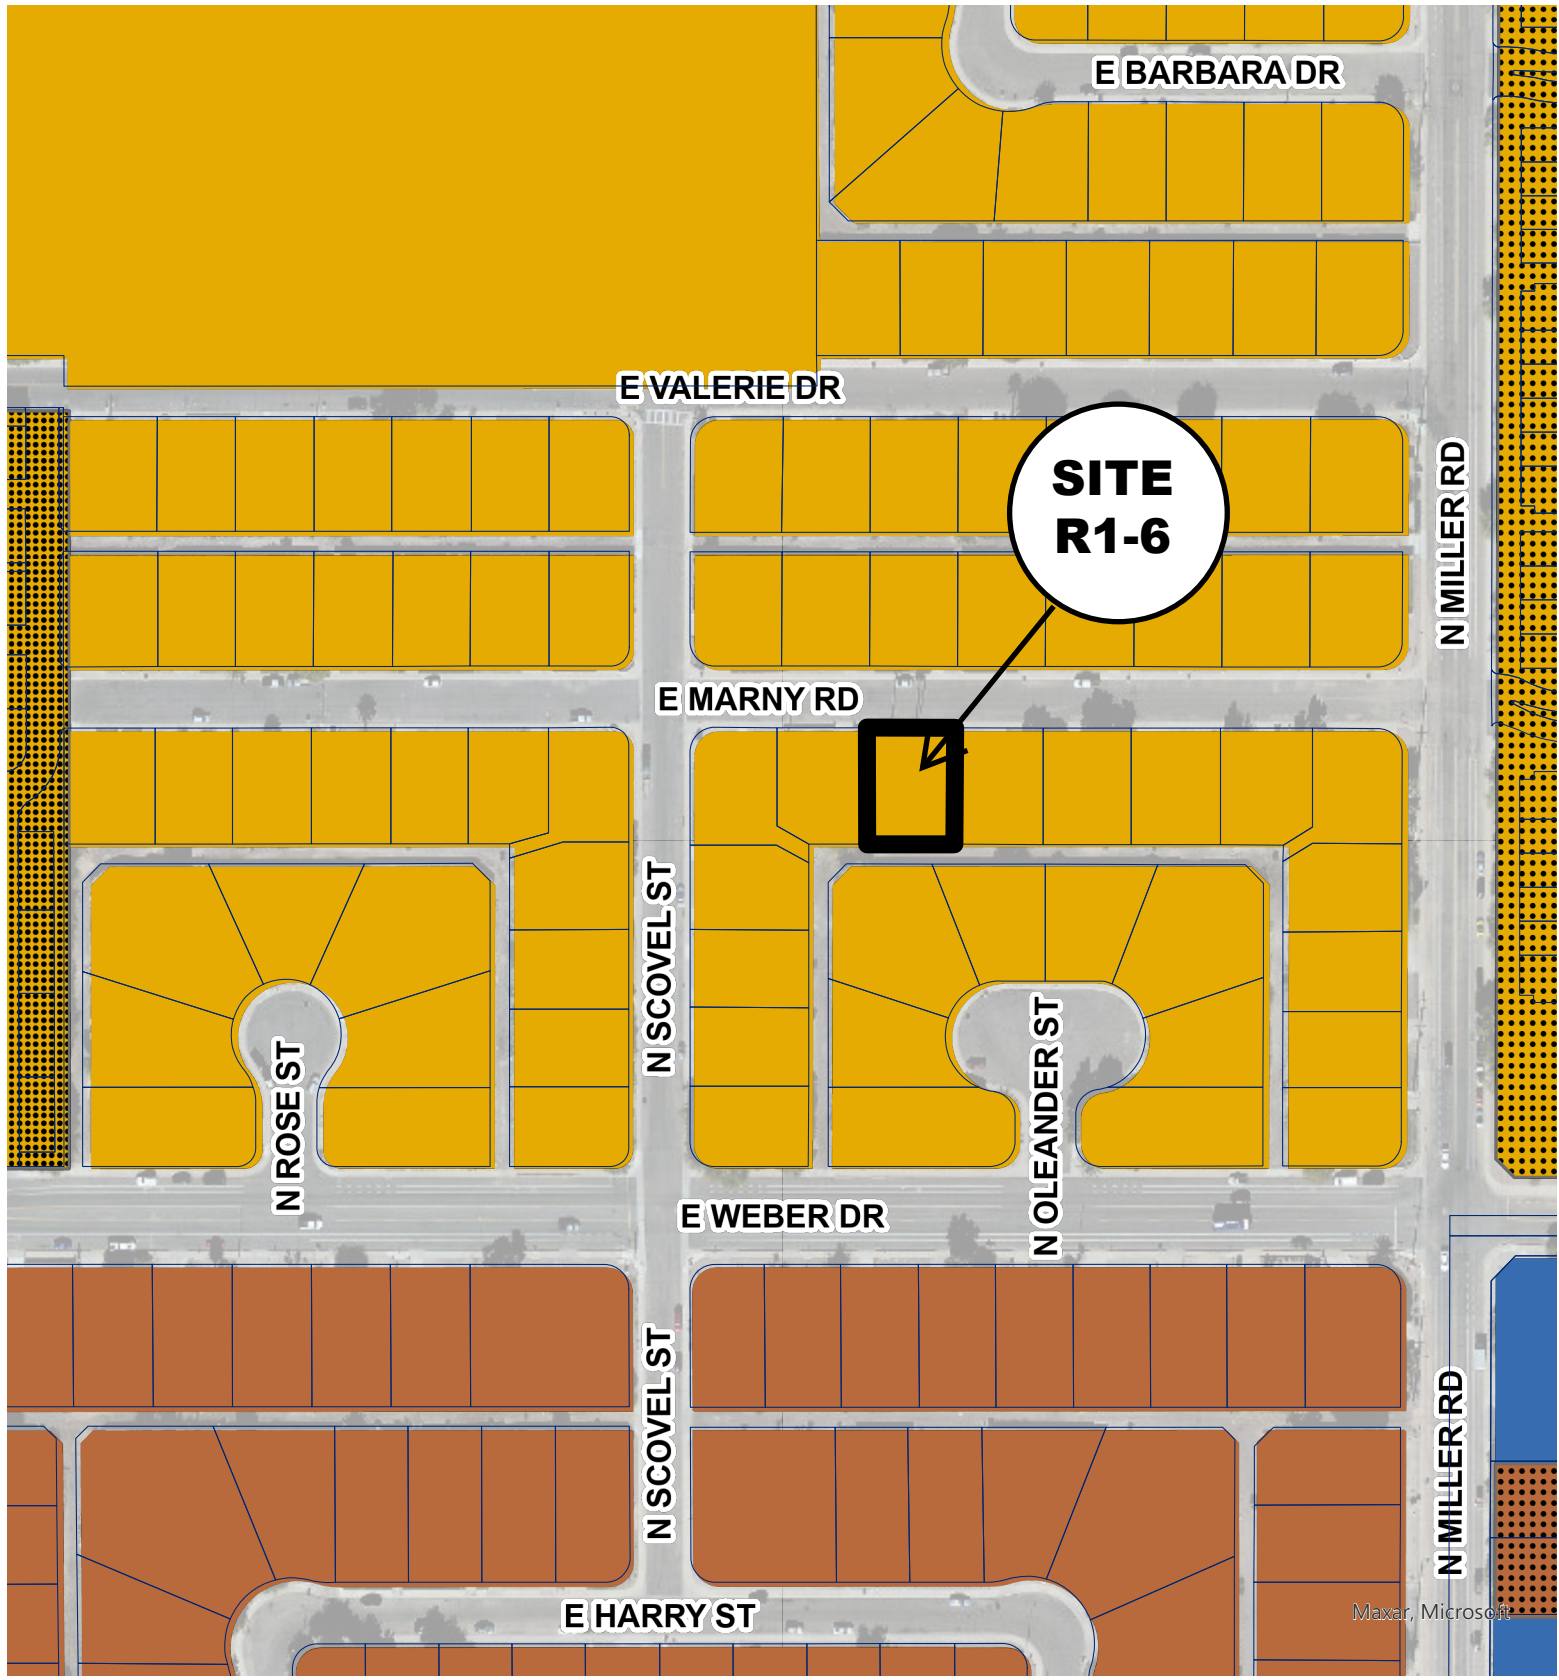 E BARBARA DR
E VALERIE DR
SITE
R1-6
N MILLER RD
E MARNY RD
N SCOVEL ST
N ROSE ST
N OLEANDER ST
E WEBER DR
N SCOVEL ST
N MILLER RD
E HARRY ST
Maxar, Microsoft